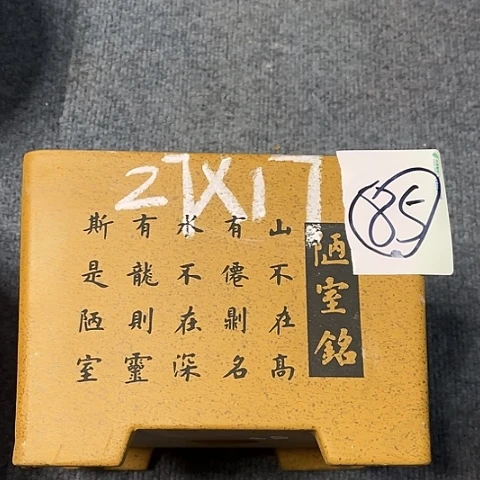 27X17
85
陋室銘
山不在高
有僊則名
水不在深
有龍則靈
斯是陋室